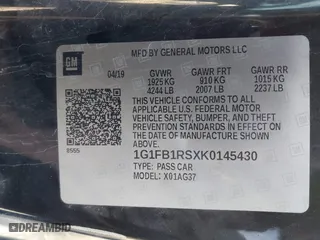 GM
MFD BY GENERAL MOTORS LLC
04/19 GVWR GAWR FRT GAWR RR
1925 KG 910 KG 1015 KG
4244 LB 2007 LB 2237 LB
THIS VEHICLE CONFORMS TO ALL
APPLICABLE U.S. FEDERAL MOTOR
VEHICLE SAFETY, BUMPER, AND THEFT
PREVENTION STANDARDS IN EFFECT ON THE
DATE OF MANUFACTURE SHOWN ABOVE.
1G1FB1RSXK0145430
TYPE: PASS CAR
MODEL: X01AG37